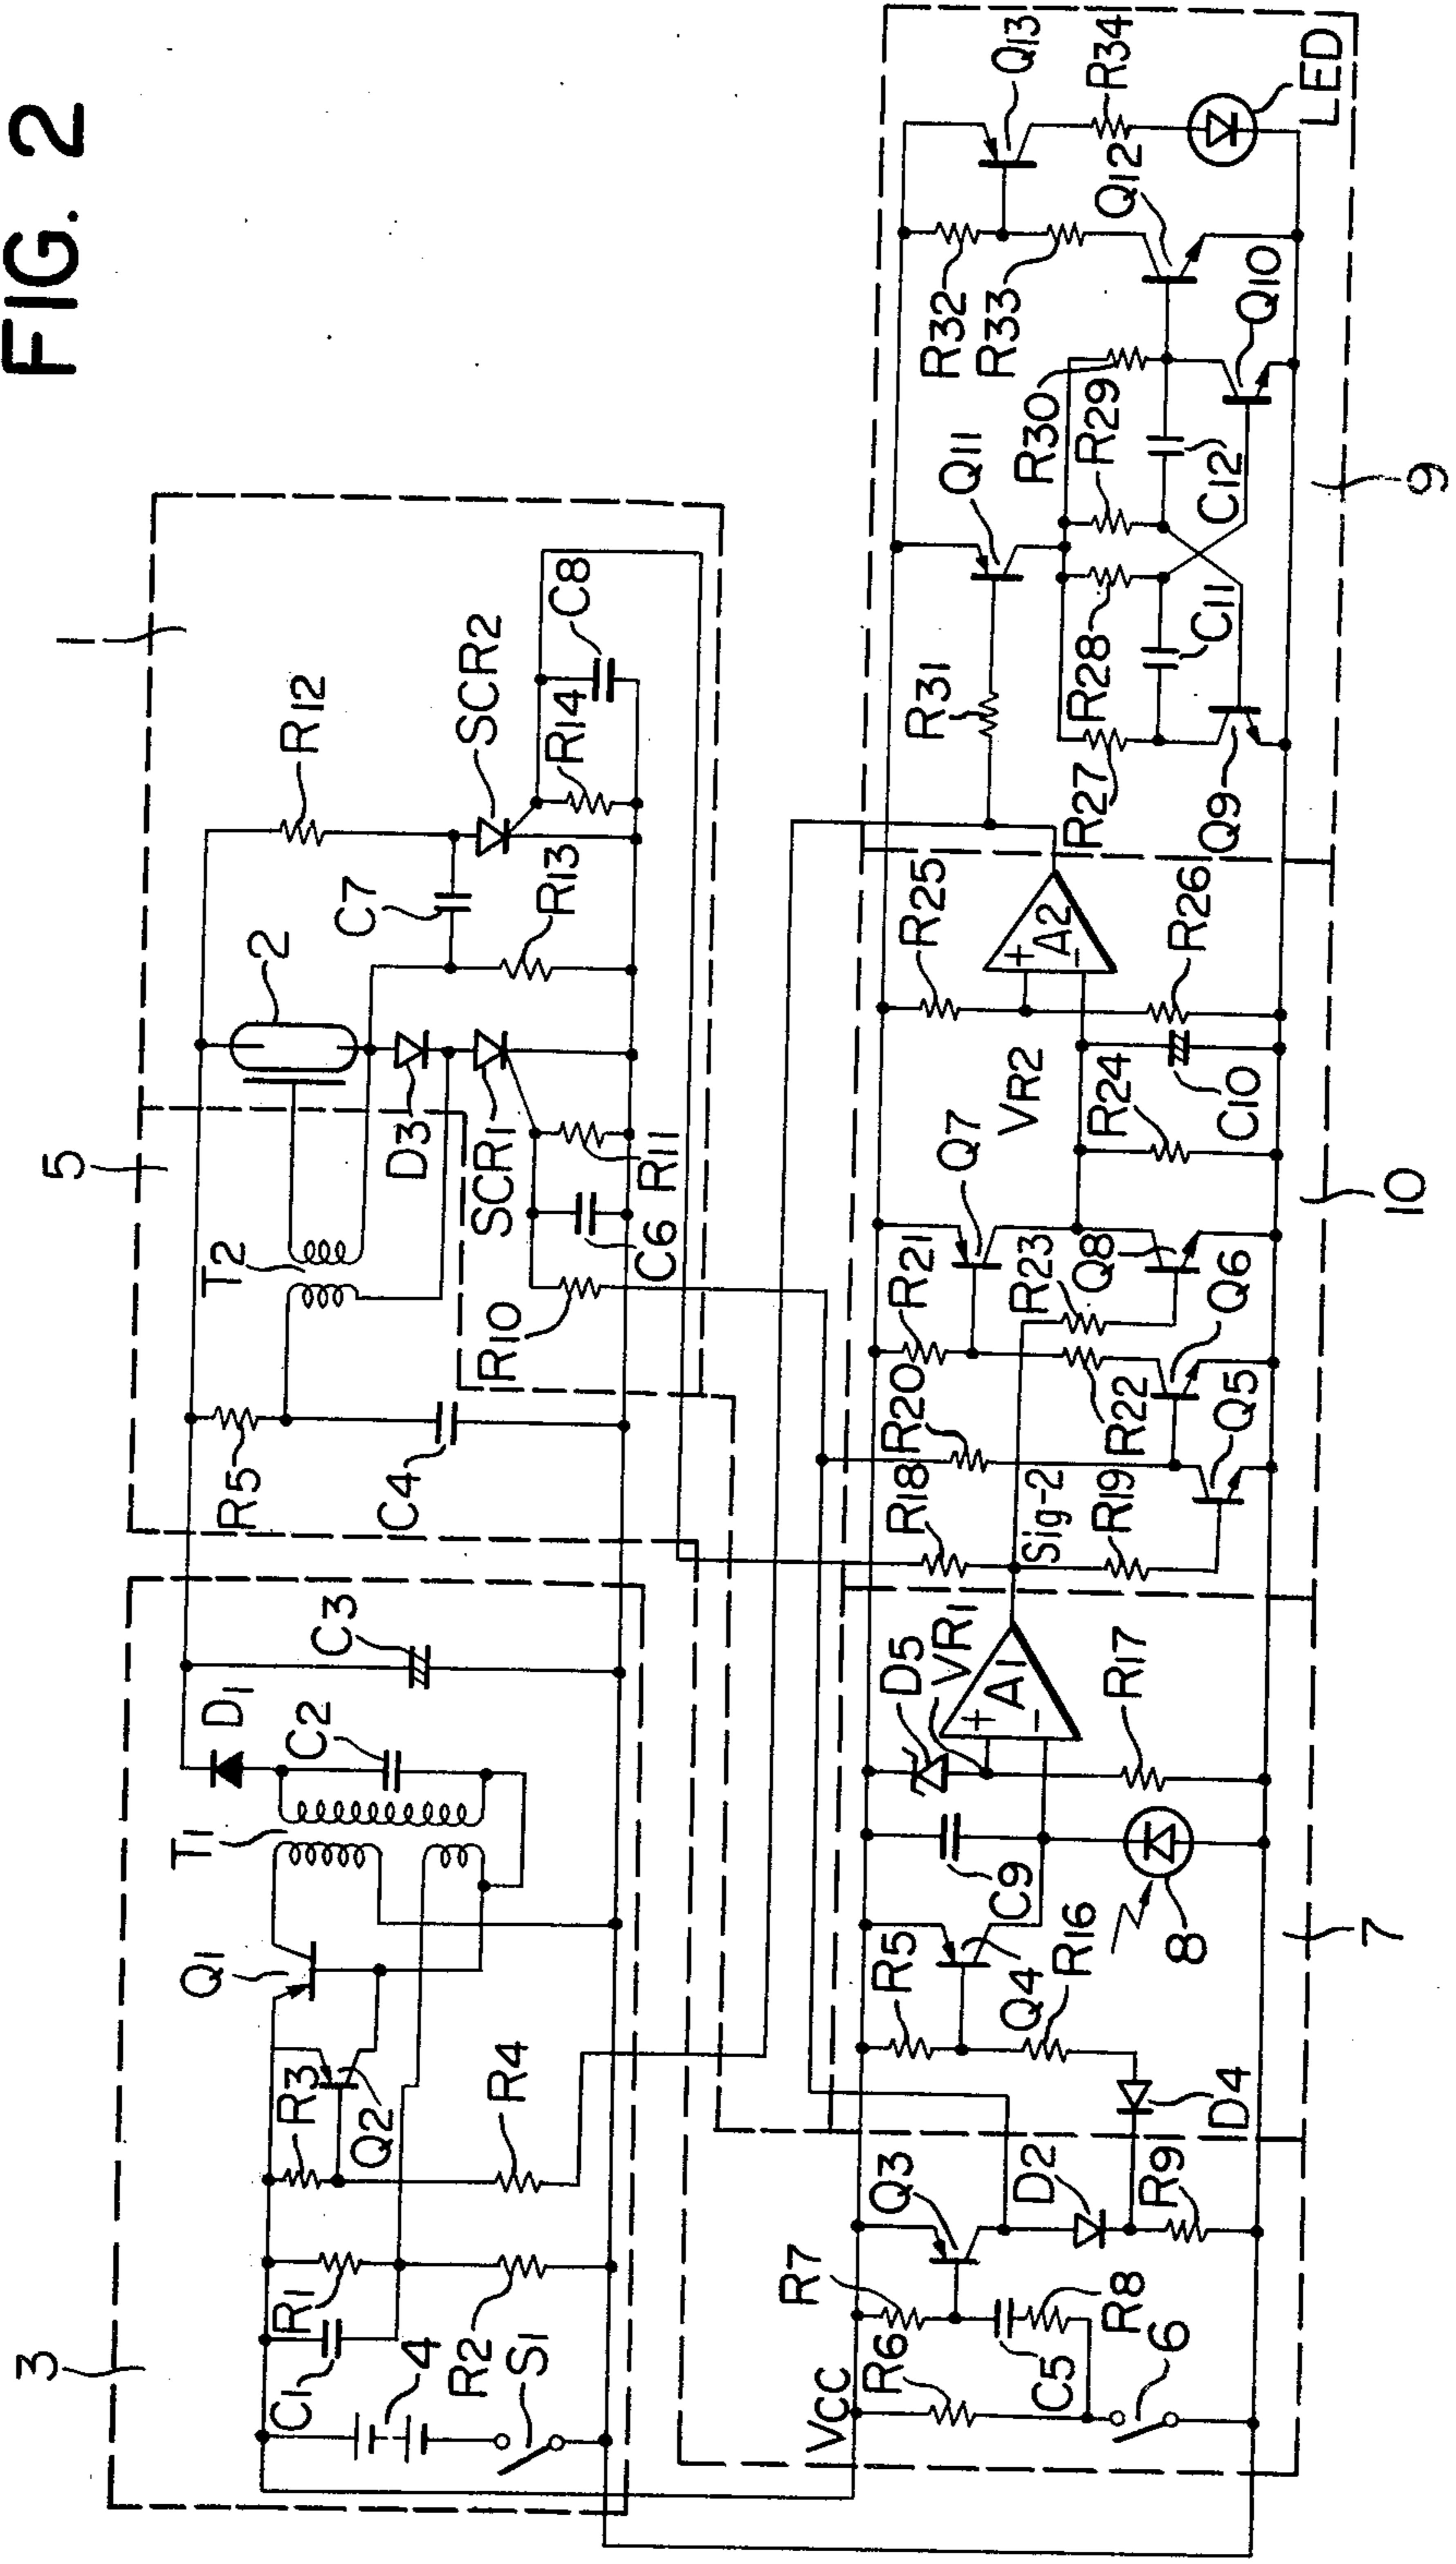 FIG. 2
3
5
1
T1
D1
C2
C3
Q1
R3
Q2
R4
R1
C1
4
R2
S1
R5
C4
T2
2
R12
D3
SCR1
R11
C6
R10
C7
R13
SCR2
R14
C8
VCC
R7
R6
C5
R8
6
Q3
D2
R9
D4
R5
Q4
R16
C9
8
D5
VR1
A1
+
−
R17
7
R18
Sig-2
R19
R20
Q5
R21
R22
Q6
R23
Q7
Q8
VR2
R24
C10
R25
A2
+
−
R26
10
R31
Q11
R27
R28
Q9
C11
R29
R30
C12
Q10
R32
R33
Q12
Q13
R34
LED
9